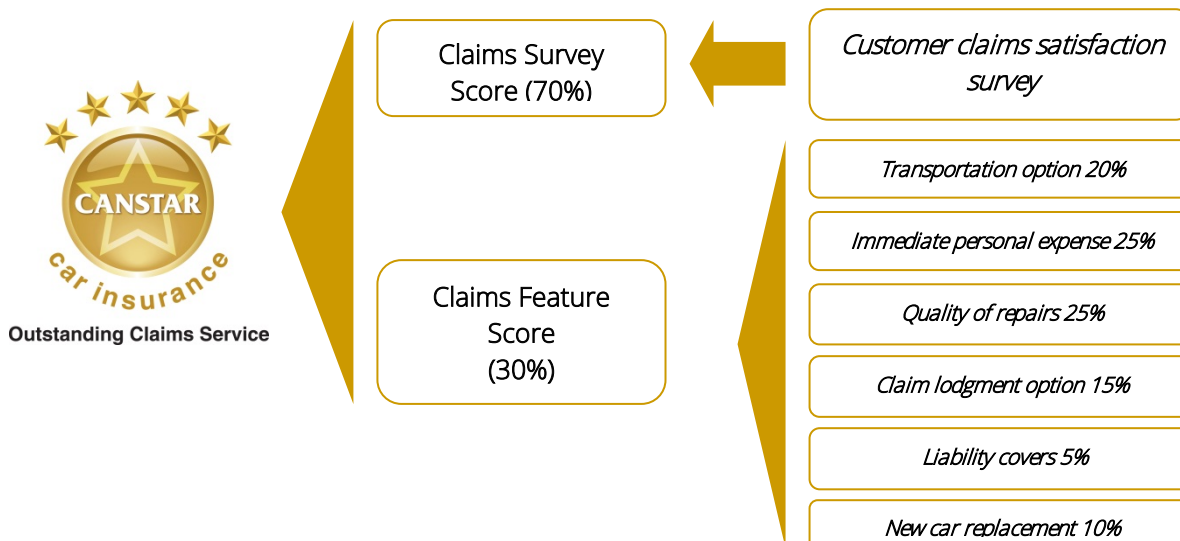 CANSTAR
car insurance
Outstanding Claims Service
Claims Survey
Score (70%)
Claims Feature
Score
(30%)
Customer claims satisfaction
survey
Transportation option 20%
Immediate personal expense 25%
Quality of repairs 25%
Claim lodgment option 15%
Liability covers 5%
New car replacement 10%